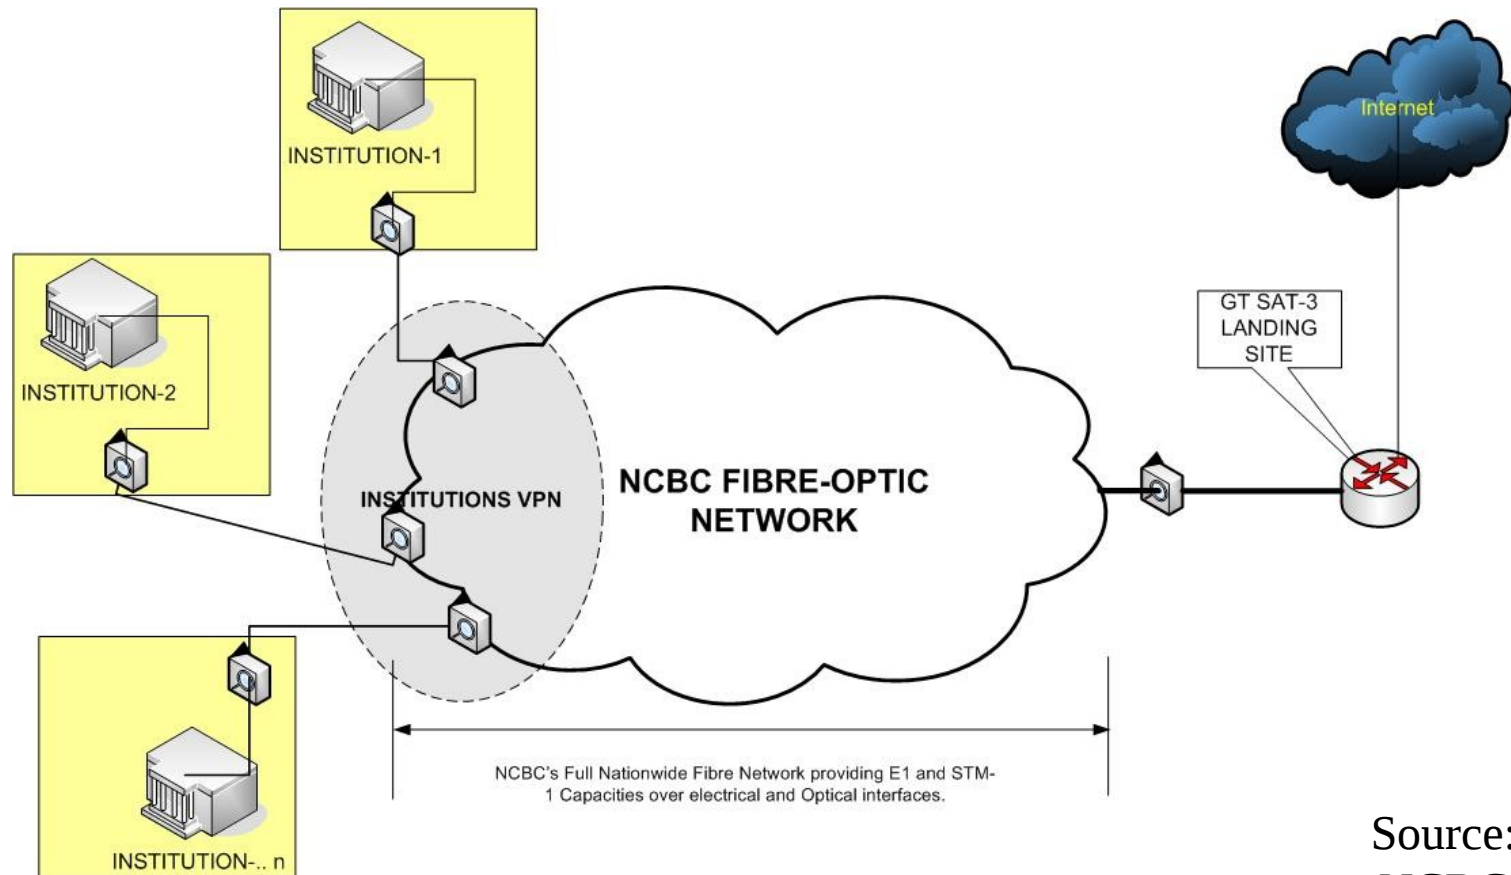 INSTITUTION-1
Internet
GT SAT-3
LANDING
SITE
INSTITUTION-2
INSTITUTIONS VPN
NCBC FIBRE-OPTIC
NETWORK
NCBC's Full Nationwide Fibre Network providing E1 and STM-
1 Capacities over electrical and Optical interfaces.
INSTITUTION-.. n
Source:
NCBC